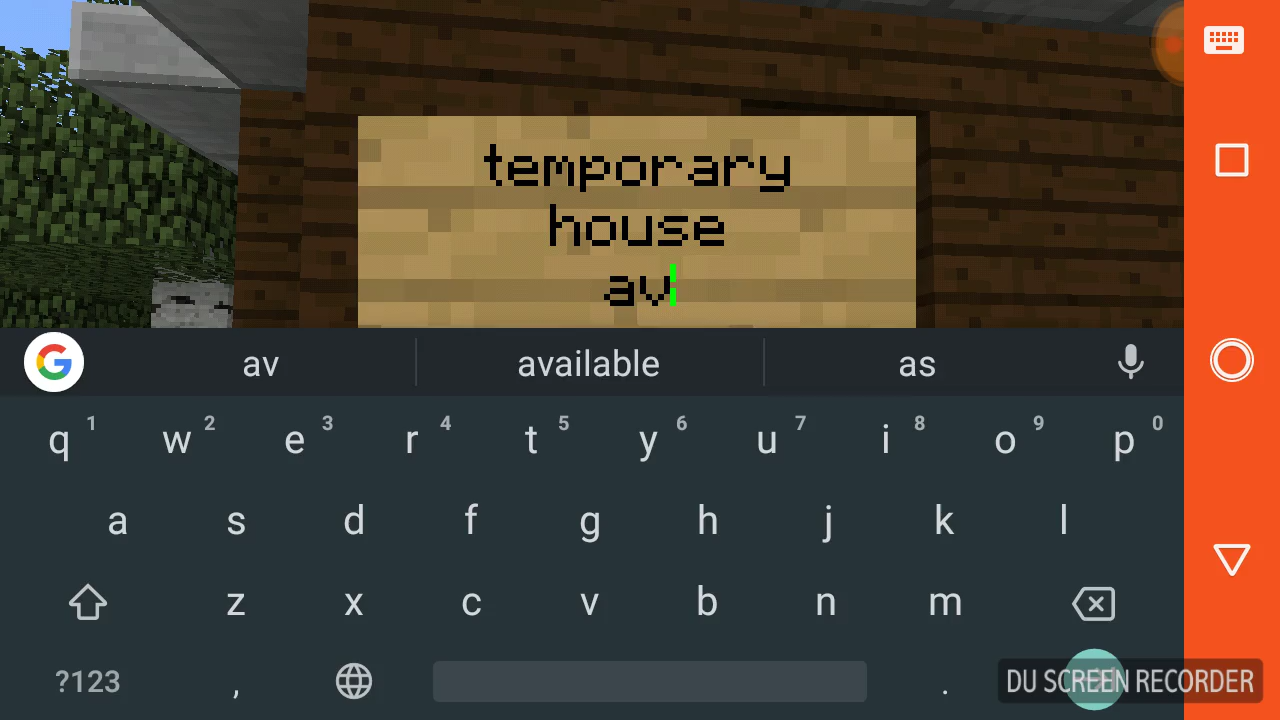 temporary
house
av
av available as
q 1 w 2 e 3 r 4 t 5 y 6 u 7 i 8 o 9 p 0
a s d f g h j k l
z x c v b n m
?123 , .
DU SCREEN RECORDER